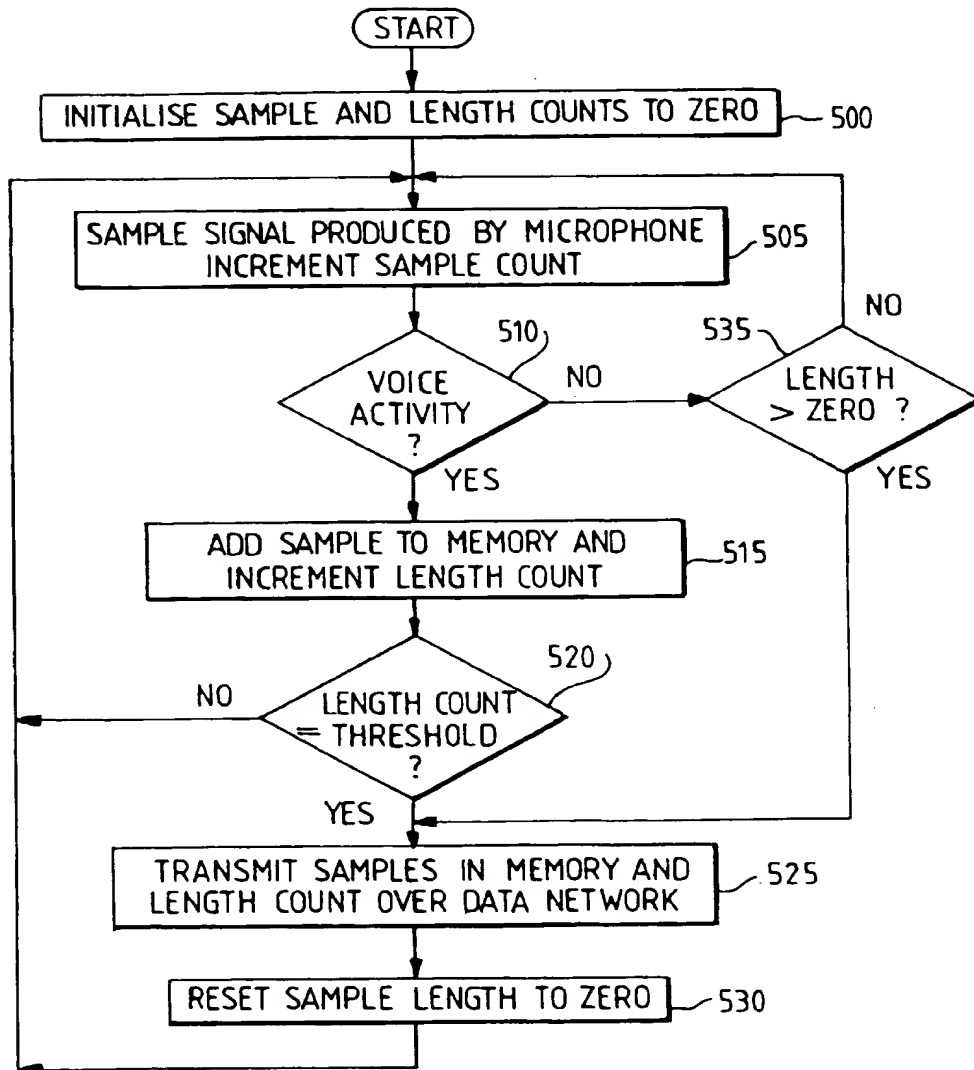 START
INITIALISE SAMPLE AND LENGTH COUNTS TO ZERO
500
SAMPLE SIGNAL PRODUCED BY MICROPHONE
INCREMENT SAMPLE COUNT
505
510
VOICE
ACTIVITY
?
NO
YES
535
NO
LENGTH
> ZERO ?
YES
ADD SAMPLE TO MEMORY AND
INCREMENT LENGTH COUNT
515
520
NO
LENGTH COUNT
= THRESHOLD
?
YES
TRANSMIT SAMPLES IN MEMORY AND
LENGTH COUNT OVER DATA NETWORK
525
RESET SAMPLE LENGTH TO ZERO
530